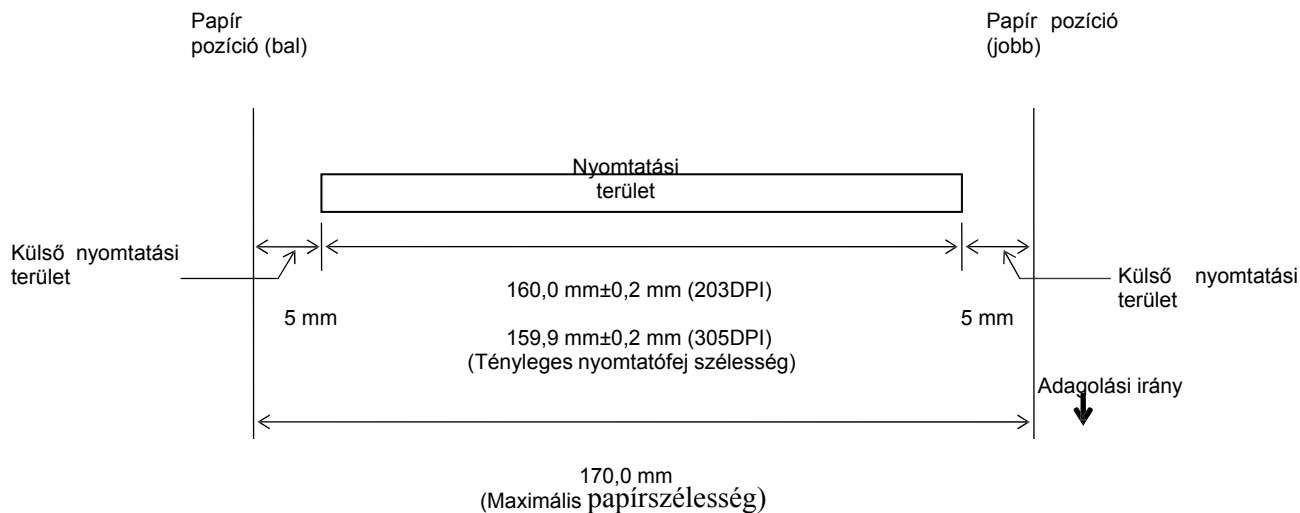 Papír
pozíció (bal)
Papír pozíció
(jobb)
Nyomtatási
terület
Külső nyomtatási
terület
Külső nyomtatási
terület
160,0 mm±0,2 mm (203DPI)
5 mm
5 mm
159,9 mm±0,2 mm (305DPI)
(Tényleges nyomtatófej szélesség)
Adagolási irány
170,0 mm
(Maximális papírszélesség)